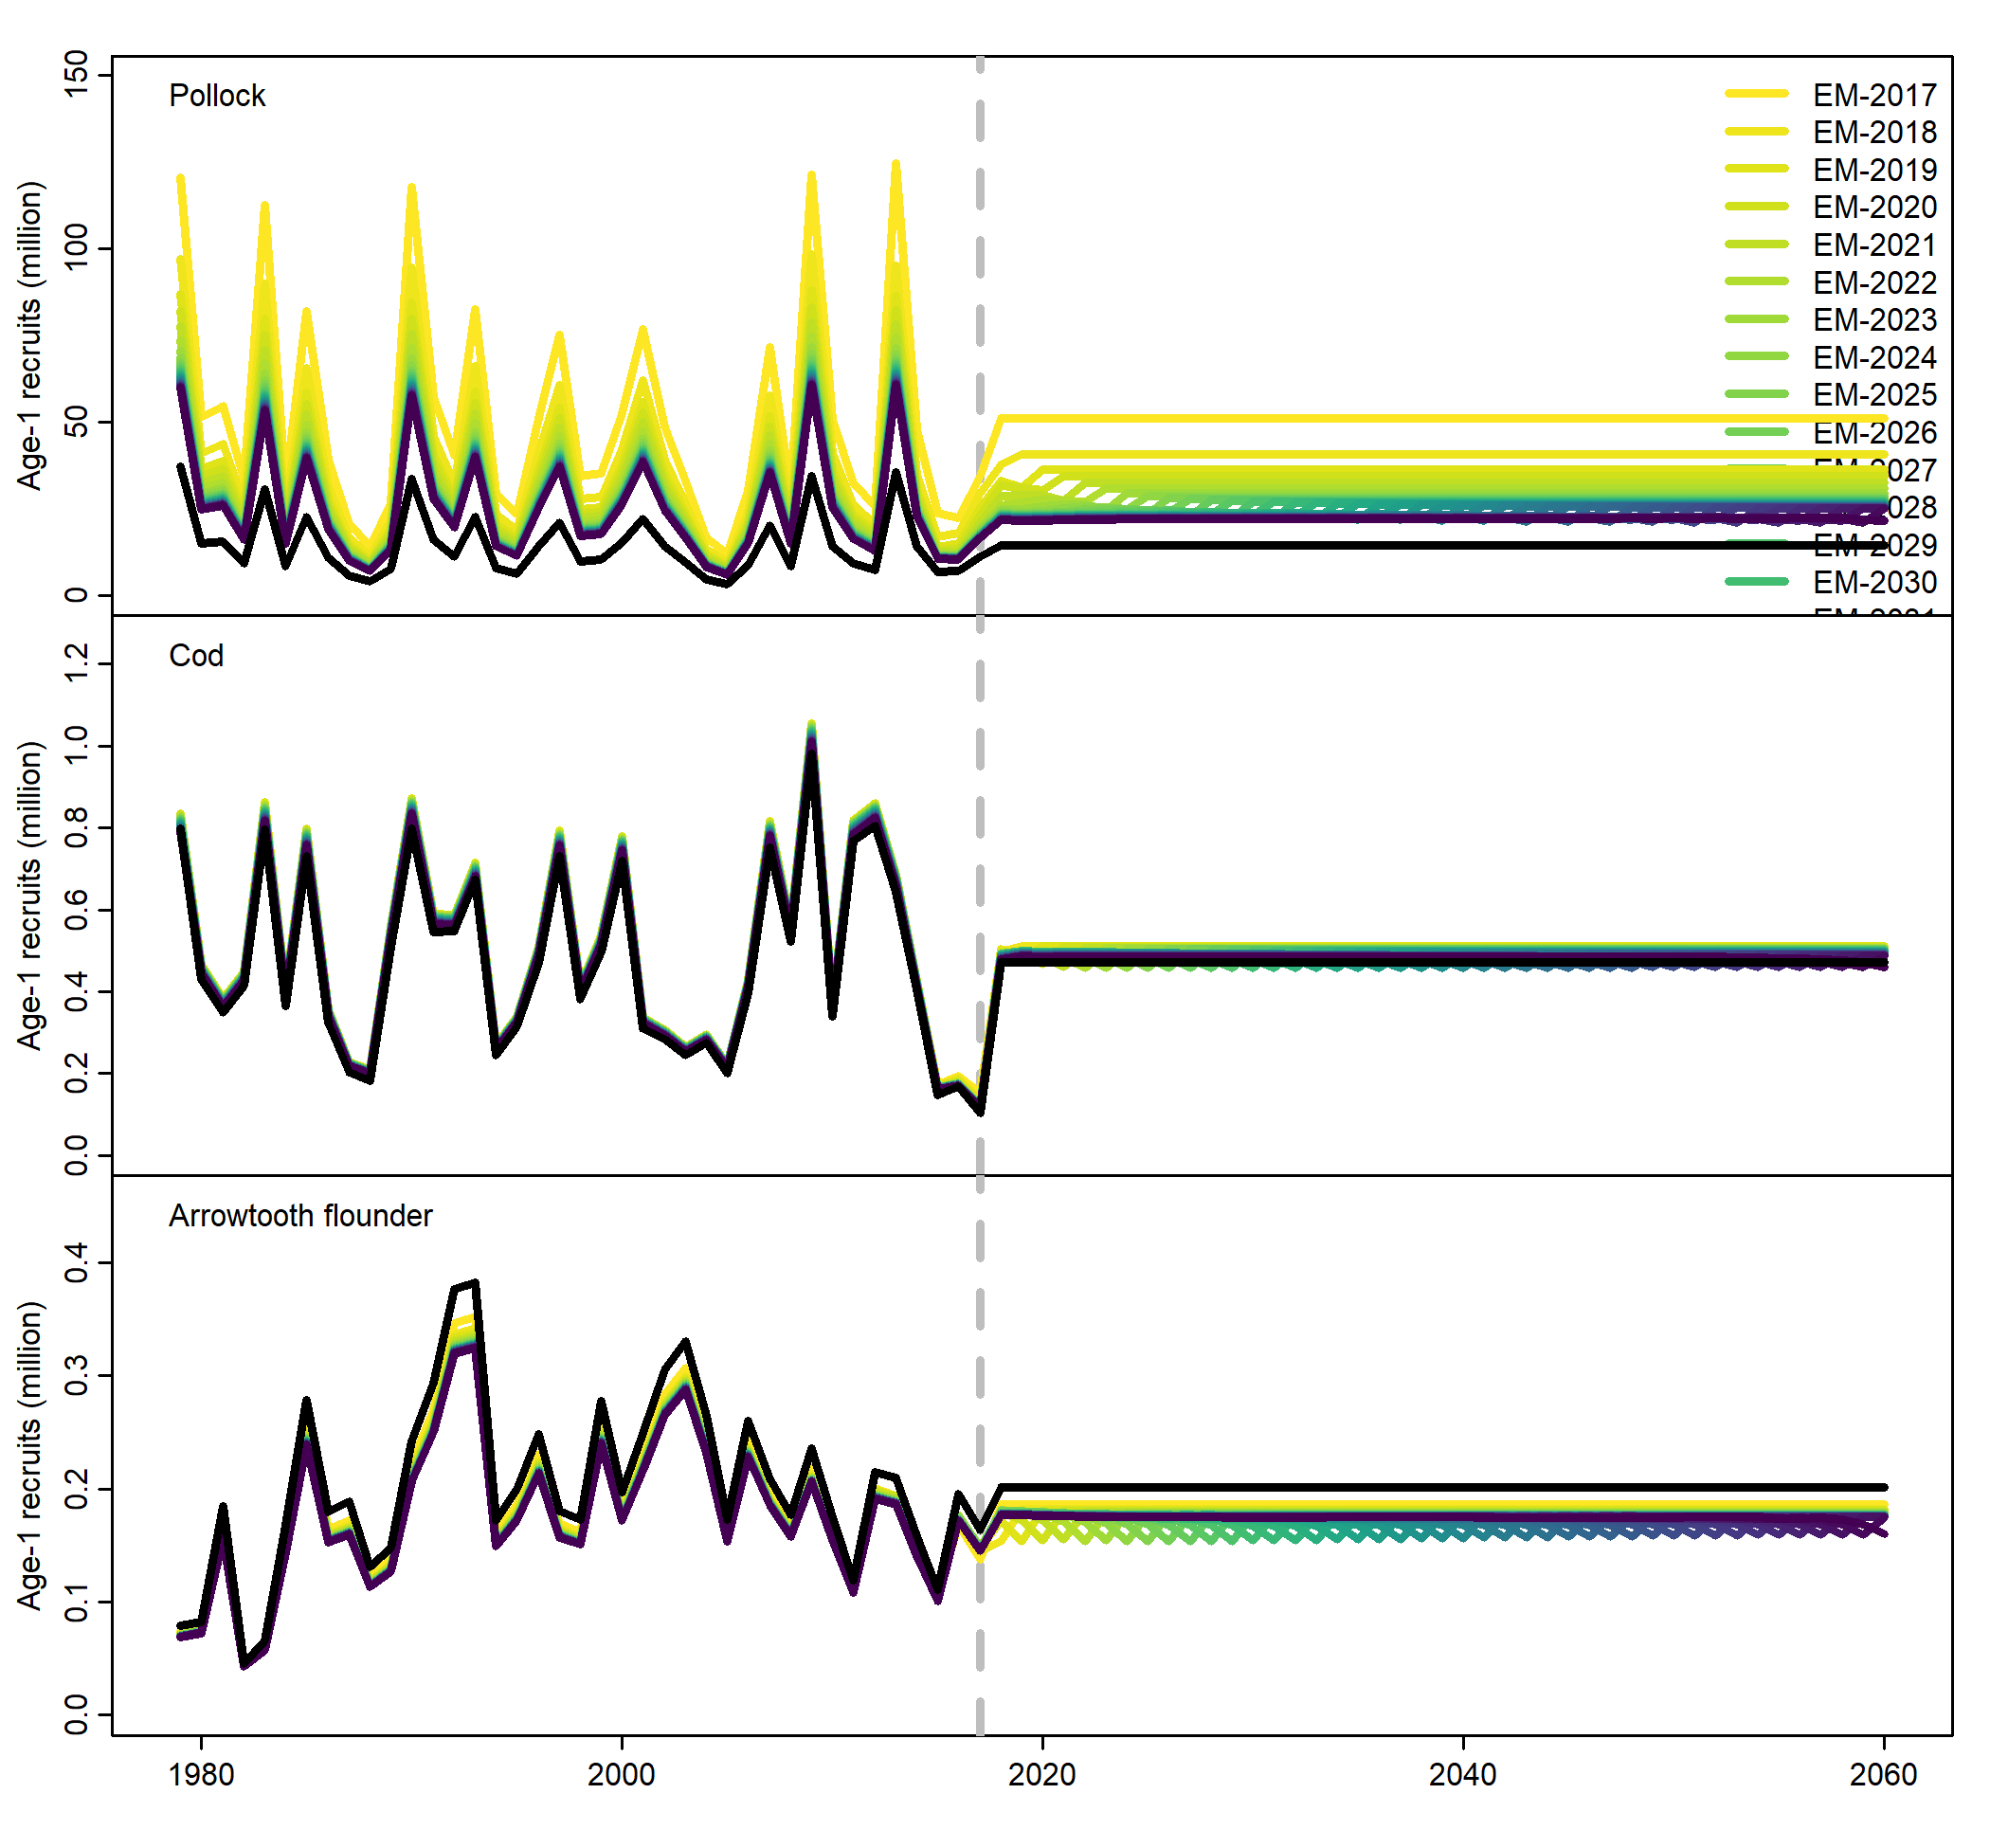 Pollock
Age-1 recruits (million)
150
100
50
0
EM-2017
EM-2018
EM-2019
EM-2020
EM-2021
EM-2022
EM-2023
EM-2024
EM-2025
EM-2026
2027
028
EM-2029
EM-2030
Cod
Age-1 recruits (million)
1.2
1.0
0.8
0.6
0.4
0.2
0.0
Arrowtooth flounder
Age-1 recruits (million)
0.4
0.3
0.2
0.1
0.0
1980
2000
2020
2040
2060